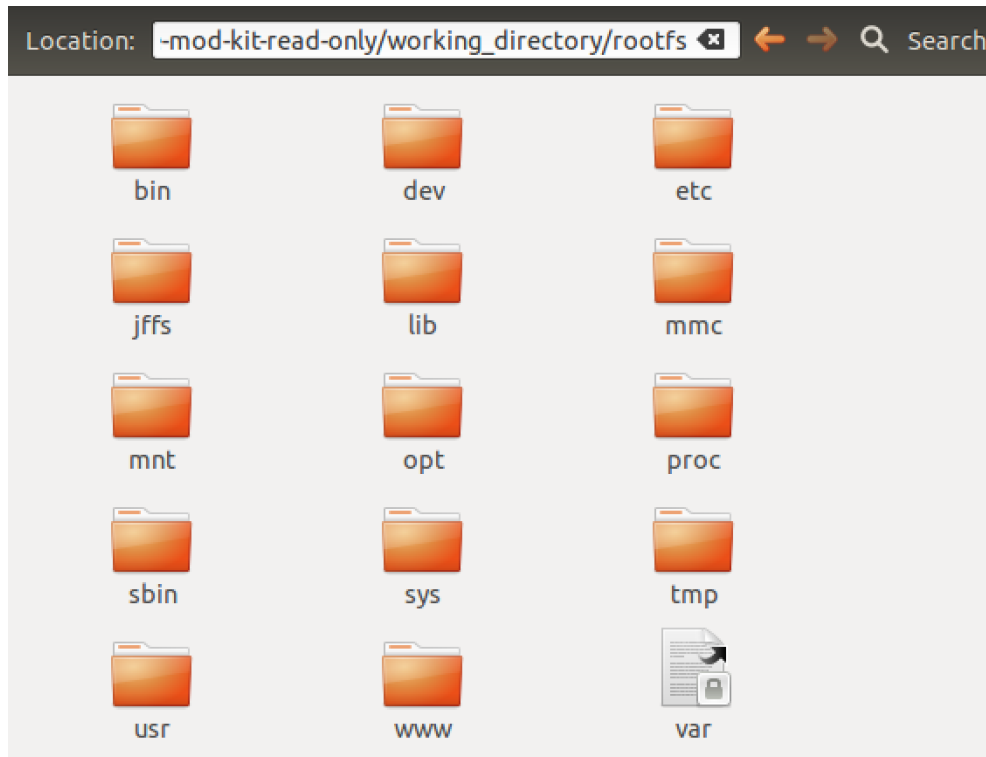 Location: -mod-kit-read-only/working_directory/rootfs Search
bin dev etc
jffs lib mmc
mnt opt proc
sbin sys tmp
usr www var